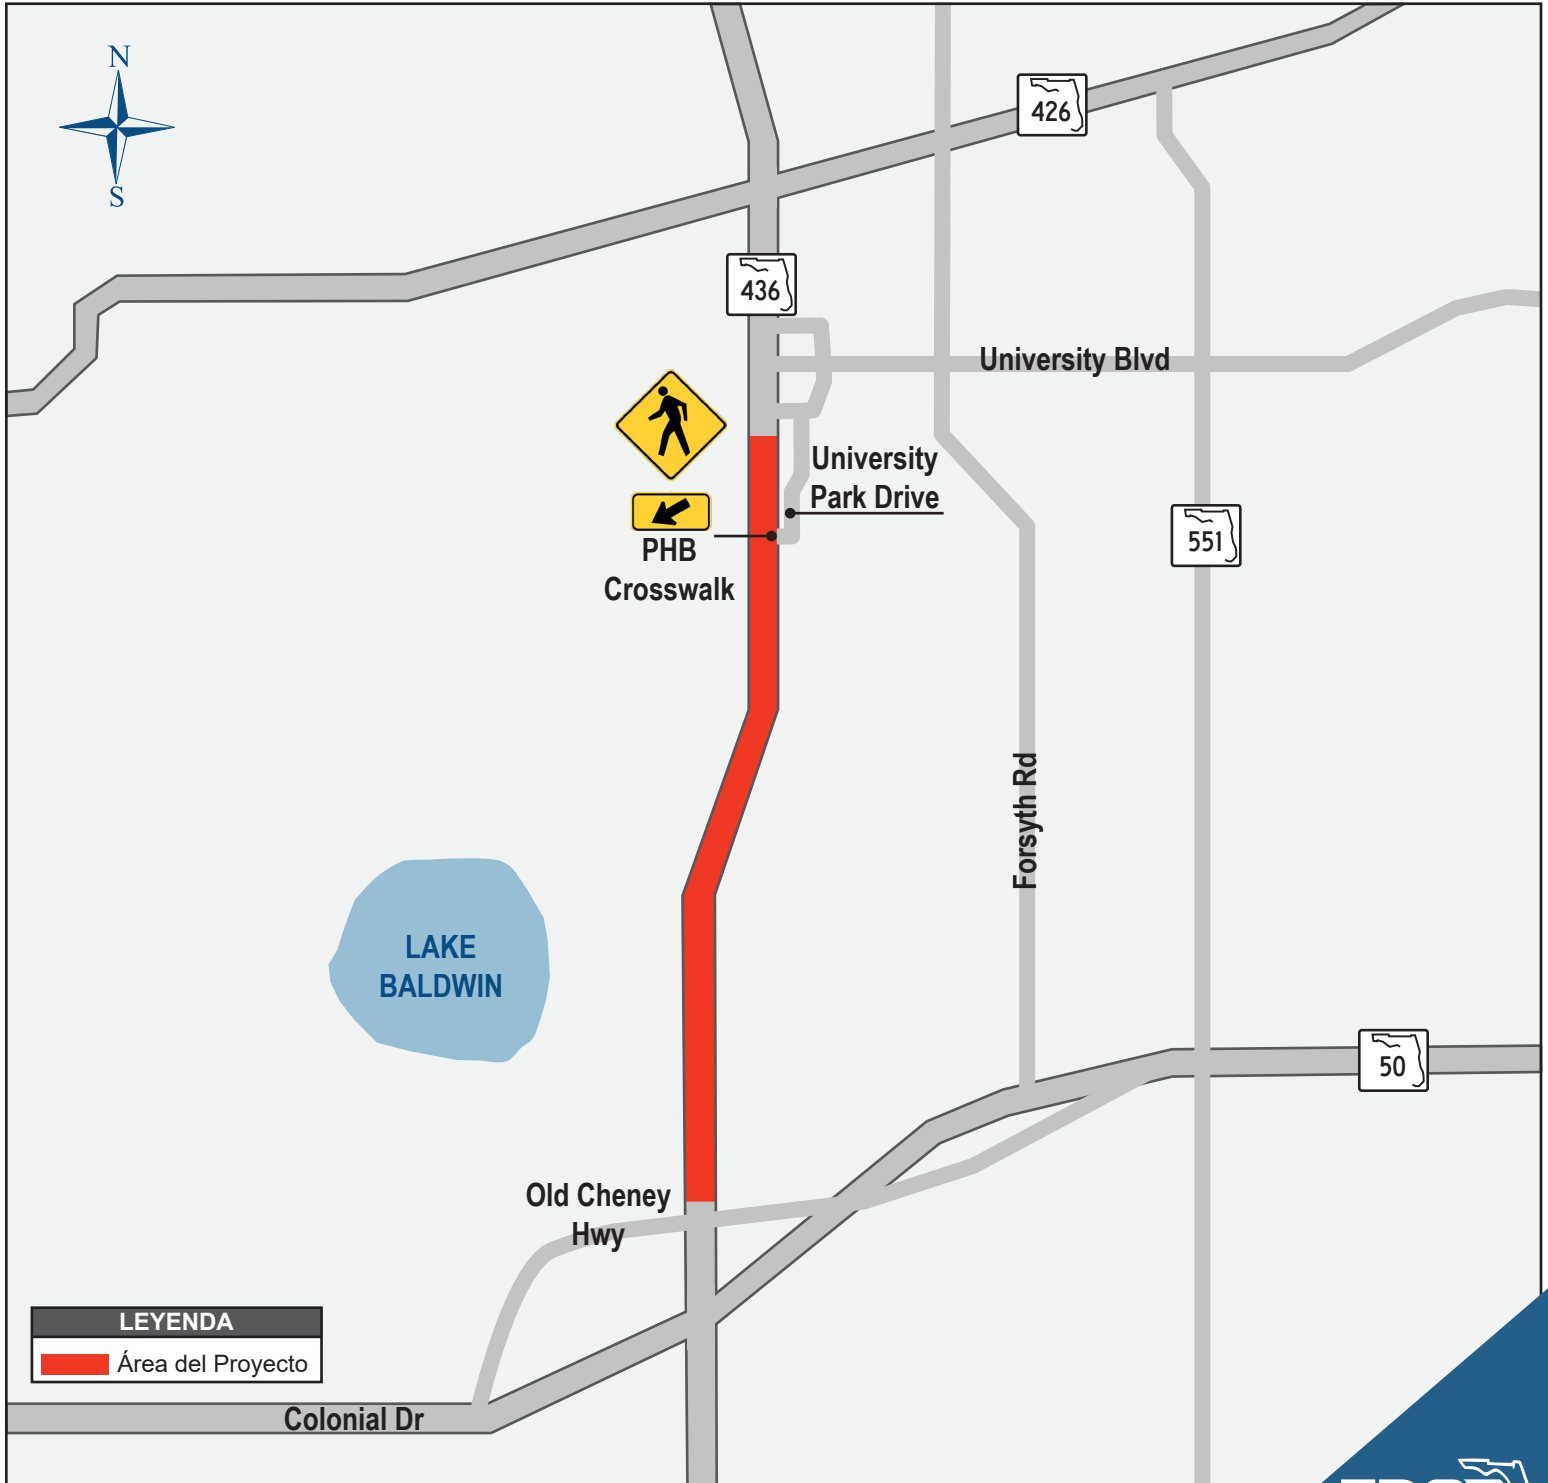 N
S
426
436
University Blvd
University
Park Drive
551
PHB
Crosswalk
Forsyth Rd
LAKE
BALDWIN
50
Old Cheney
Hwy
LEYENDA
Área del Proyecto
Colonial Dr